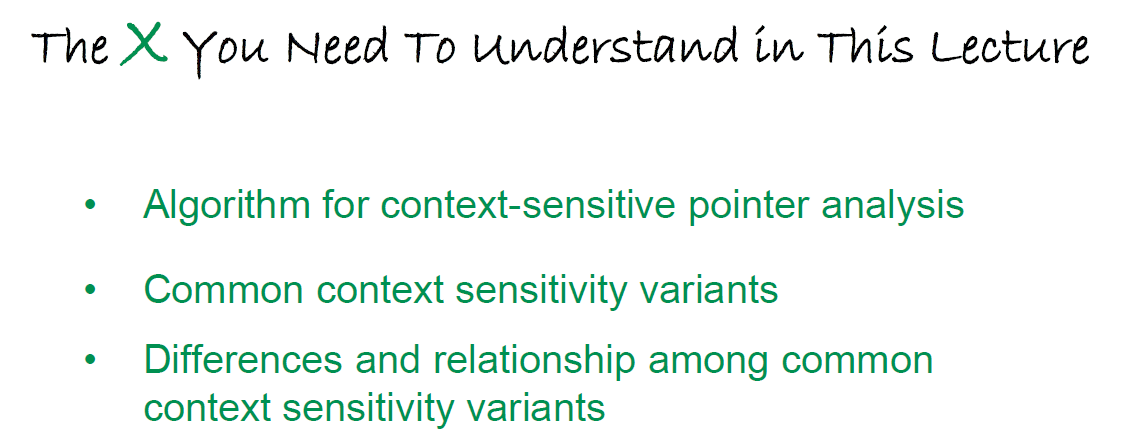 The X You Need To Understand in This Lecture
• Algorithm for context-sensitive pointer analysis
• Common context sensitivity variants
• Differences and relationship among common
context sensitivity variants